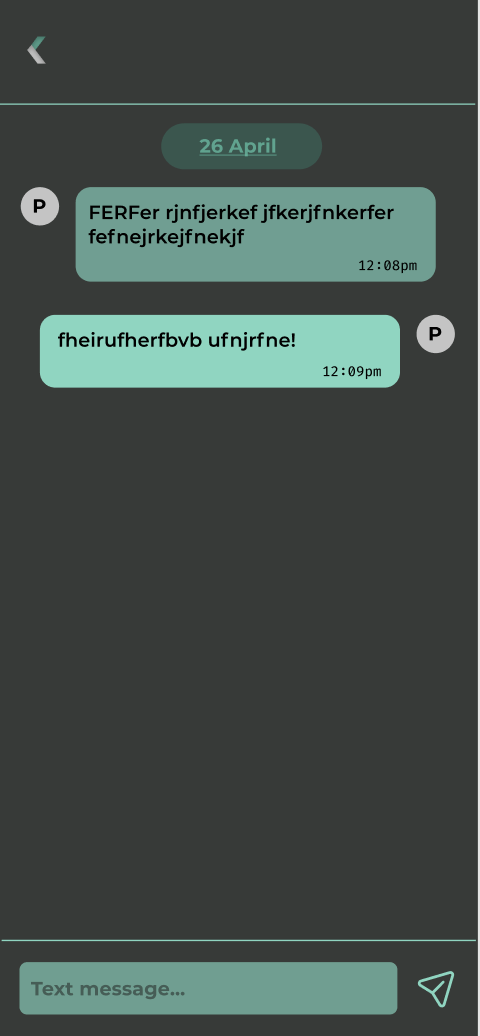 26 April
P
FERFer rjnfjerkef jfkerjfnkerfer
fefnejrkejfnekjf
12:08pm
fheirufherfbvb ufnjrfne!
P
12:09pm
Text message...